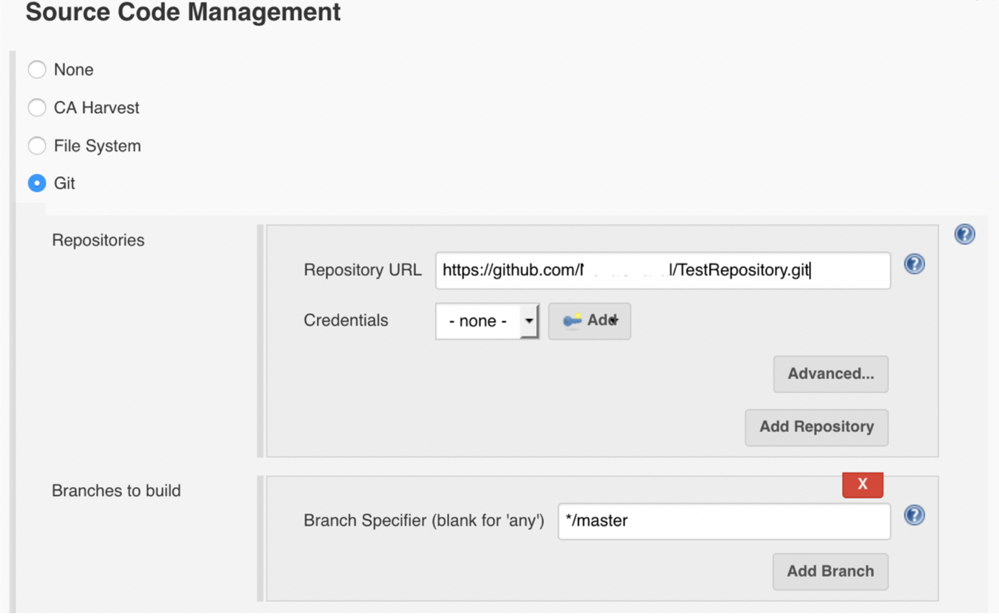 Source Code Management
None
CA Harvest
File System
Git
Repositories
Repository URL https://github.com/ /TestRepository.git
Credentials - none - Add
Advanced...
Add Repository
Branches to build
X
Branch Specifier (blank for 'any') */master
Add Branch